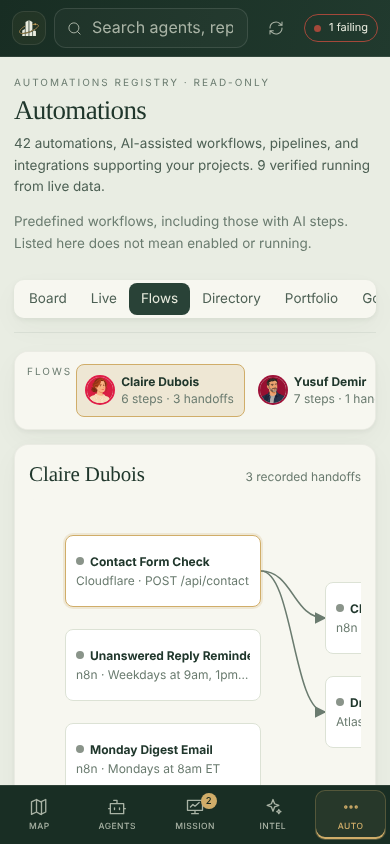 Search agents, rep
1 failing
AUTOMATIONS REGISTRY · READ-ONLY
Automations
42 automations, AI-assisted workflows, pipelines, and
integrations supporting your projects. 9 verified running
from live data.
Predefined workflows, including those with AI steps.
Listed here does not mean enabled or running.
Board Live Flows Directory Portfolio Go
FLOWS
Claire Dubois
6 steps · 3 handoffs
Yusuf Demir
7 steps · 1 han
Claire Dubois
3 recorded handoffs
Contact Form Check
Cloudflare · POST /api/contact
Cl
n8n
Unanswered Reply Reminde
n8n · Weekdays at 9am, 1pm...
Dr
Atlas
Monday Digest Email
n8n · Mondays at 8am ET
2
MAP AGENTS MISSION INTEL AUTO